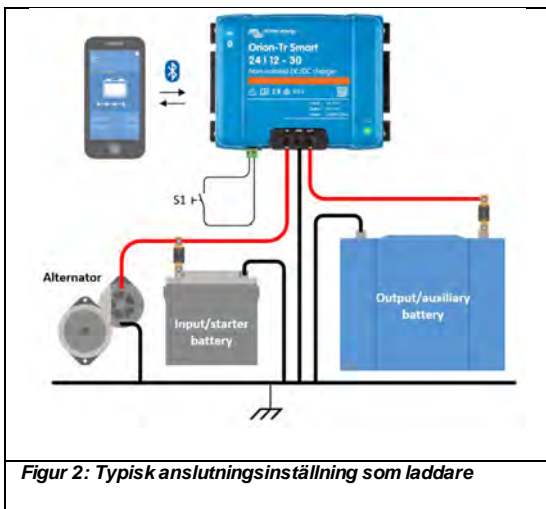 Orion-Tr Smart
24 | 12 - 30
Non-isolated DC/DC charger
S1
Alternator
Input/starter
battery
Output/auxiliary
battery
Figur 2: Typisk anslutningsinställning som laddare